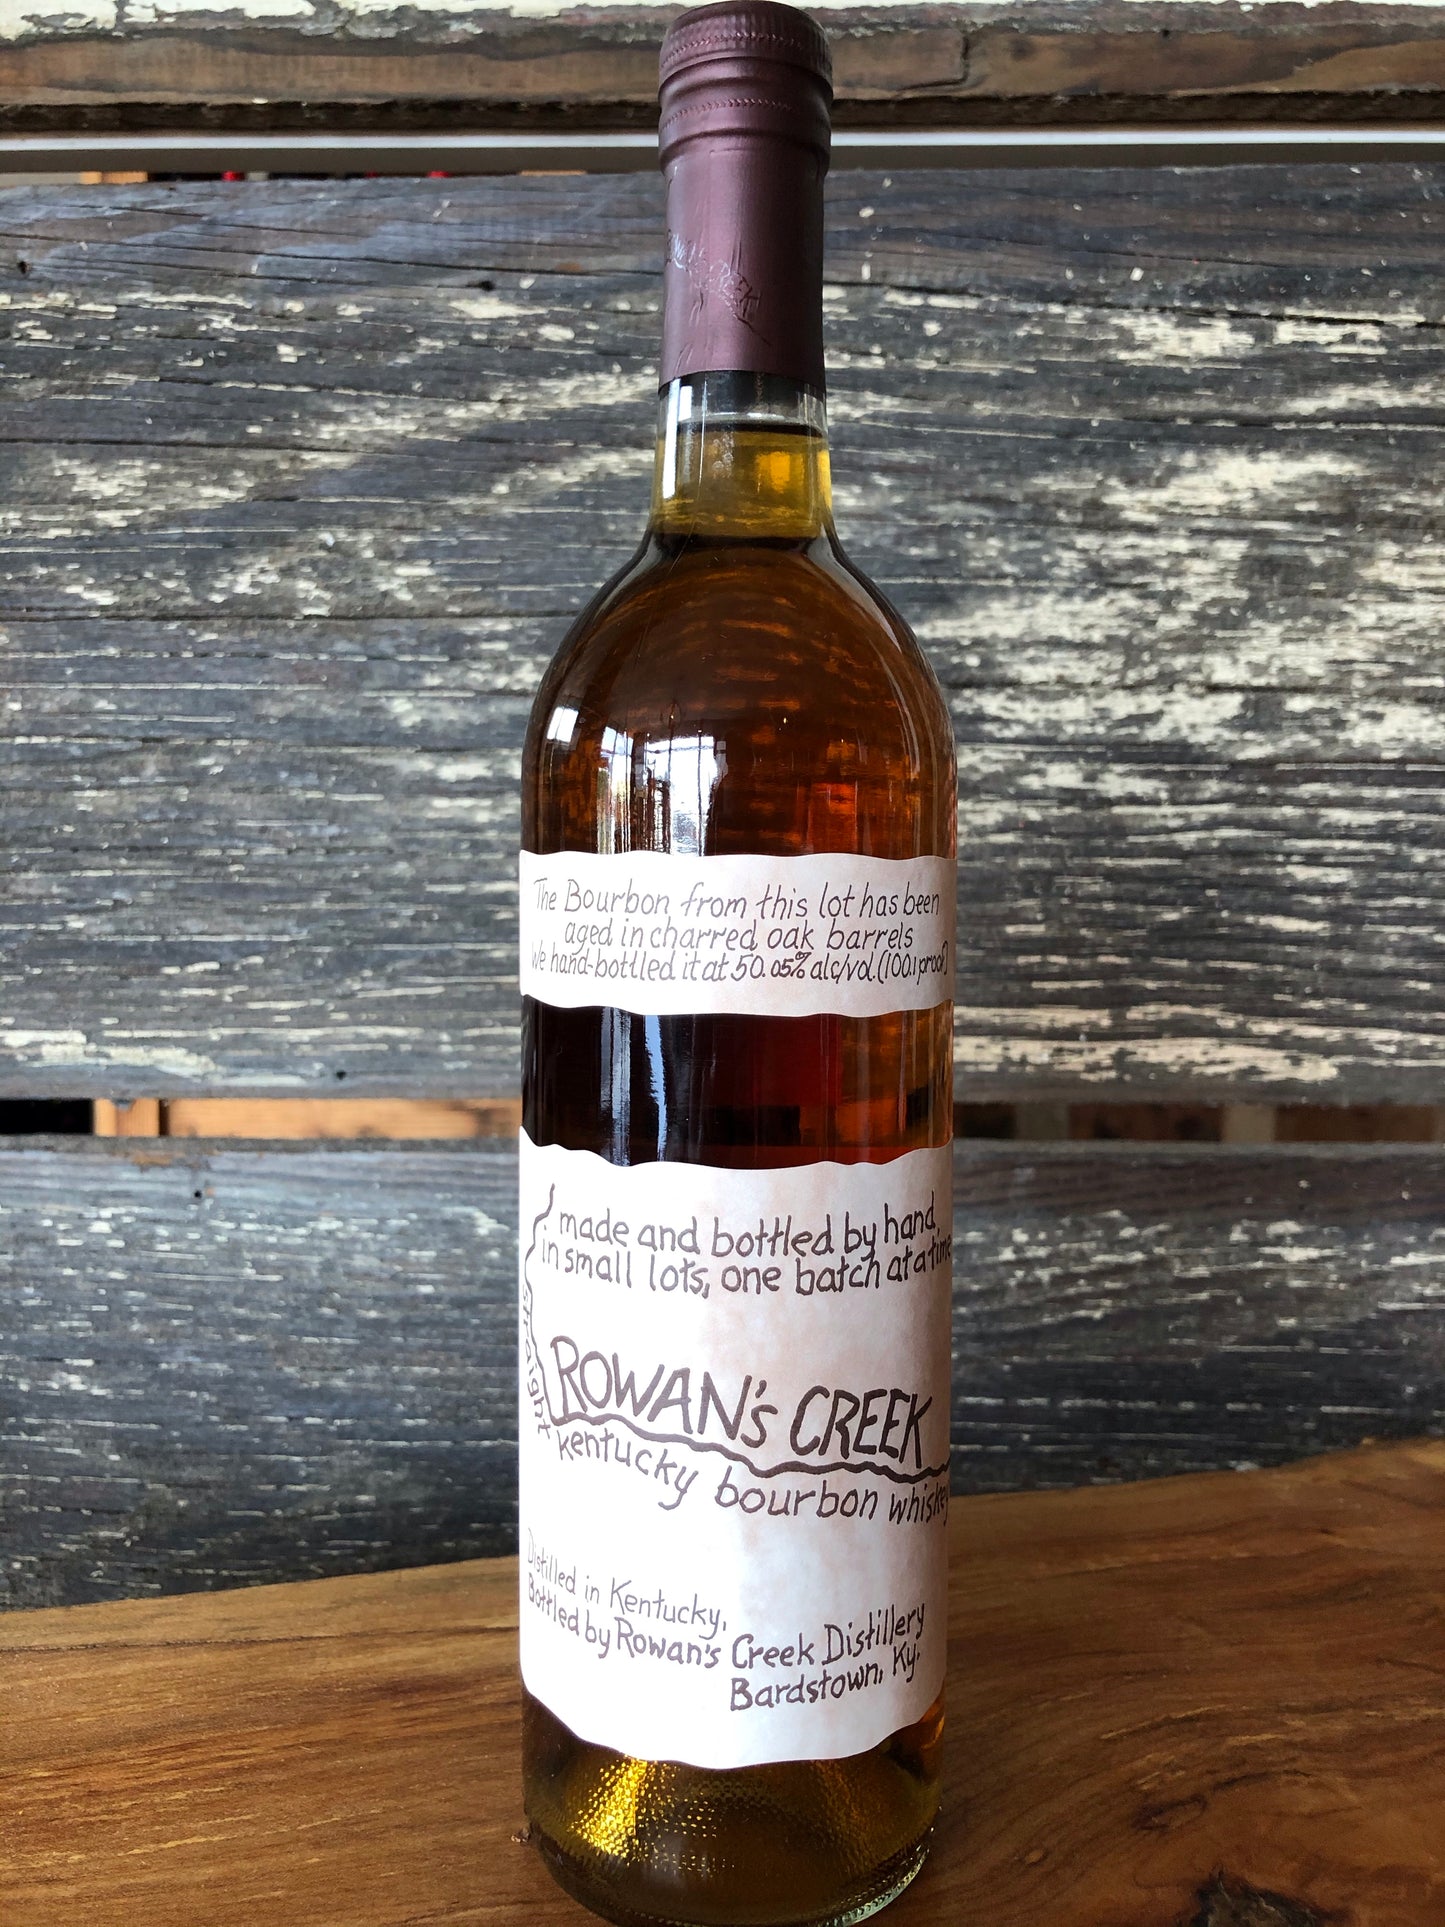 The Bourbon from this lot has been
aged in charred oak barrels
We hand-bottled it at 50.05% alc/vol. (100.1 proof)
made and bottled by hand,
in small lots, one batch at a time
straight
ROWAN's CREEK
kentucky bourbon whiskey
Distilled in Kentucky,
Bottled by Rowan's Creek Distillery
Bardstown, Ky.